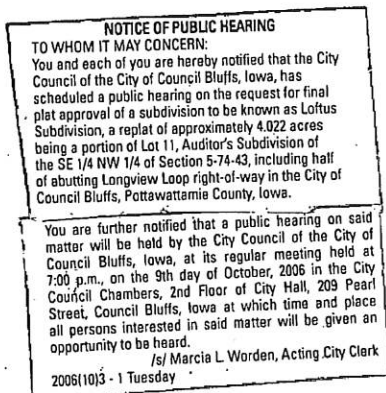 NOTICE OF PUBLIC HEARING
TO WHOM IT MAY CONCERN:
You and each of you are hereby notified that the City
Council of the City of Council Bluffs, Iowa, has
scheduled a public hearing on the request for final
plat approval of a subdivision to be known as Loftus
Subdivision, a replat of approximately 4.022 acres
being a portion of Lot 11, Auditor's Subdivision of
the SE 1/4 NW 1/4 of Section 5-74-43, including half
of abutting Longview Loop right-of-way in the City of
Council Bluffs, Pottawattamie County, Iowa.
You are further notified that a public hearing on said
matter will be held by the City Council of the City of
Council Bluffs, Iowa, at its regular meeting held at
7:00 p.m., on the 9th day of October, 2006 in the City
Council Chambers, 2nd Floor of City Hall, 209 Pearl
Street, Council Bluffs, Iowa at which time and place
all persons interested in said matter will be given an
opportunity to be heard.
/s/ Marcia L. Worden, Acting City Clerk
2006(10)3 - 1 Tuesday